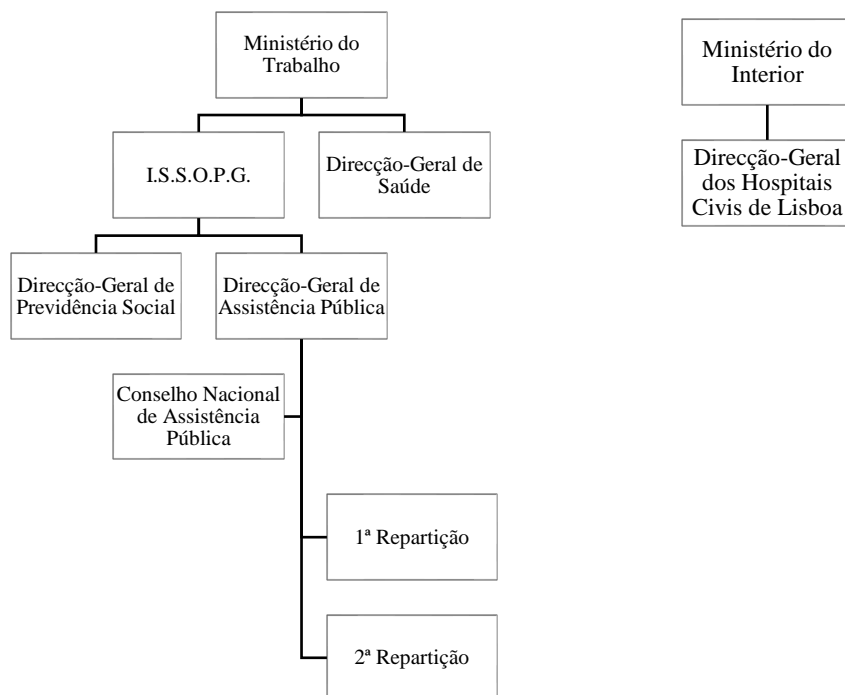 Ministério do
Trabalho
Ministério do
Interior
I.S.S.O.P.G.
Direcção-Geral de
Saúde
Direcção-Geral
dos Hospitais
Civis de Lisboa
Direcção-Geral de
Previdência Social
Direcção-Geral de
Assistência Pública
Conselho Nacional
de Assistência
Pública
1ª Repartição
2ª Repartição